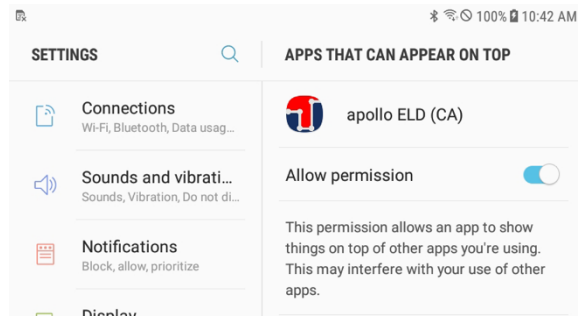 100% 10:42 AM
SETTINGS
Connections
Wi-Fi, Bluetooth, Data usag...
Sounds and vibrati...
Sounds, Vibration, Do not di...
Notifications
Block, allow, prioritize
Display
APPS THAT CAN APPEAR ON TOP
apollo ELD (CA)
Allow permission
This permission allows an app to show
things on top of other apps you're using.
This may interfere with your use of other
apps.